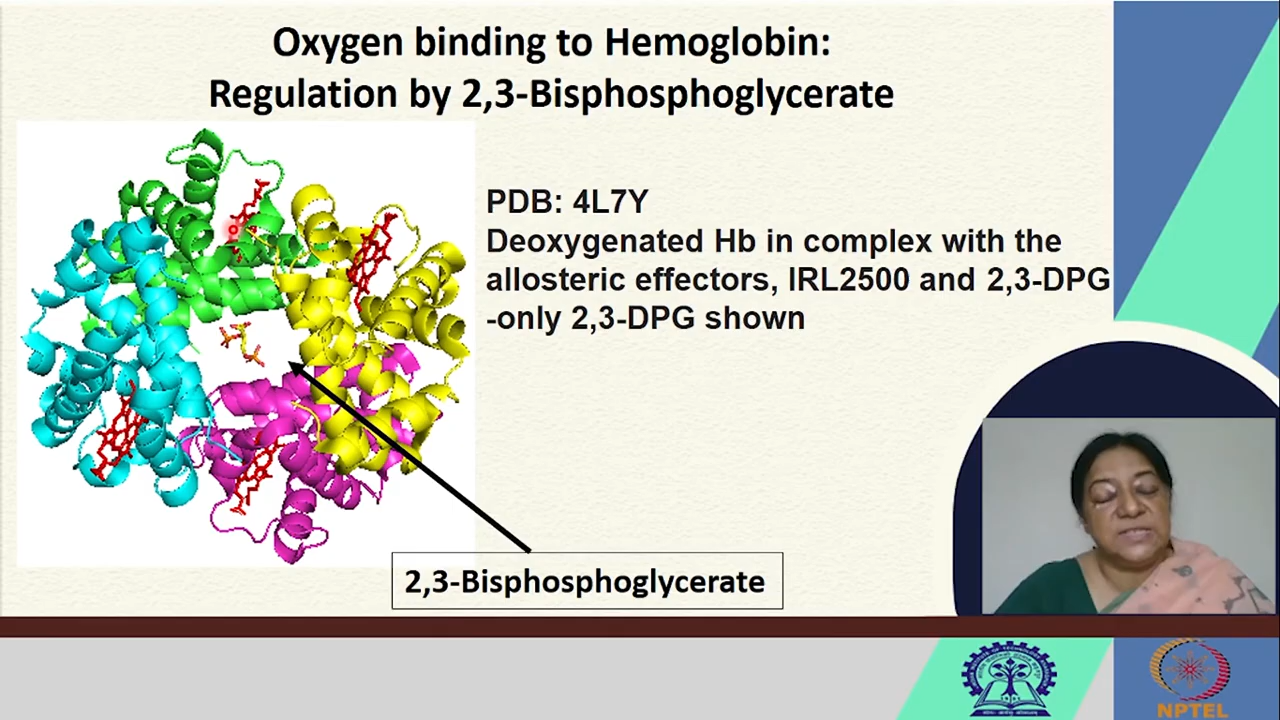 Oxygen binding to Hemoglobin:
Regulation by 2,3-Bisphosphoglycerate
PDB: 4L7Y
Deoxygenated Hb in complex with the
allosteric effectors, IRL2500 and 2,3-DPG
-only 2,3-DPG shown
2,3-Bisphosphoglycerate
NPTEL